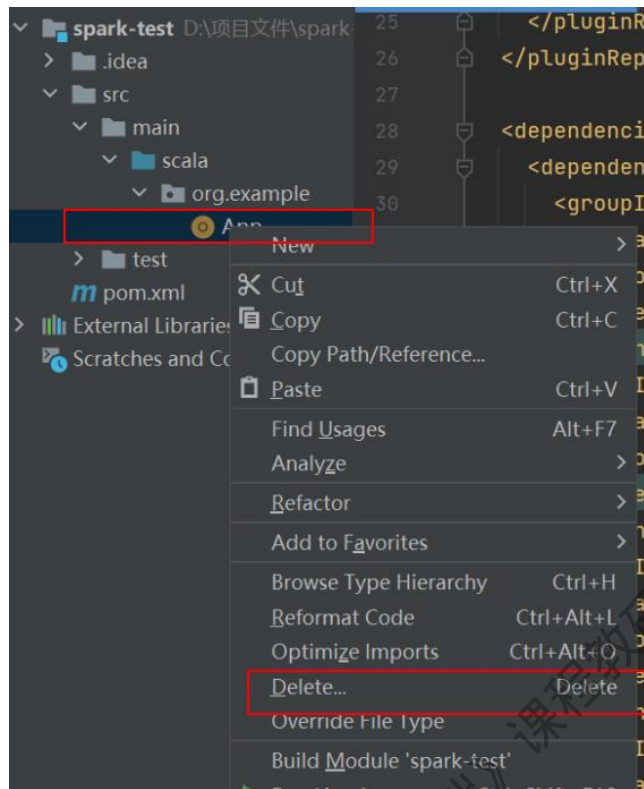 spark-test D:\项目文件\spark-
.idea
src
main
scala
org.example
App
test
pom.xml
External Libraries
Scratches and Co
25 </pluginR
26 </pluginRep
27
28 <dependenci
29 <dependen
30 <groupI
New
Cut Ctrl+X
Copy Ctrl+C
Copy Path/Reference...
Paste Ctrl+V
Find Usages Alt+F7
Analyze
Refactor
Add to Favorites
Browse Type Hierarchy Ctrl+H
Reformat Code Ctrl+Alt+L
Optimize Imports Ctrl+Alt+O
Delete... Delete
Override File Type
Build Module 'spark-test'
》课程教